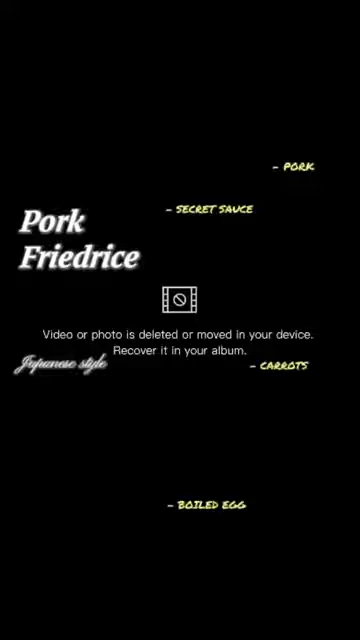 - PORK
- SECRET SAUCE
Pork
Friedrice
Video or photo is deleted or moved in your device.
Recover it in your album.
Japanese style
- CARROTS
- BOILED EGG